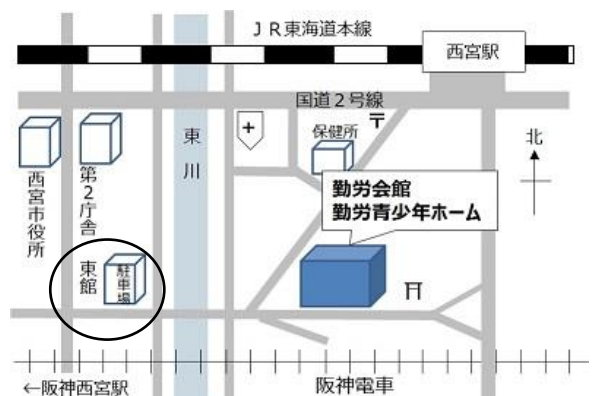 ＪＲ東海道本線
西宮駅
国道２号線
〒
保健所
北
東川
西宮市役所
第２庁舎
勤労会館
勤労青少年ホーム
東館
駐車場
←阪神西宮駅
阪神電車